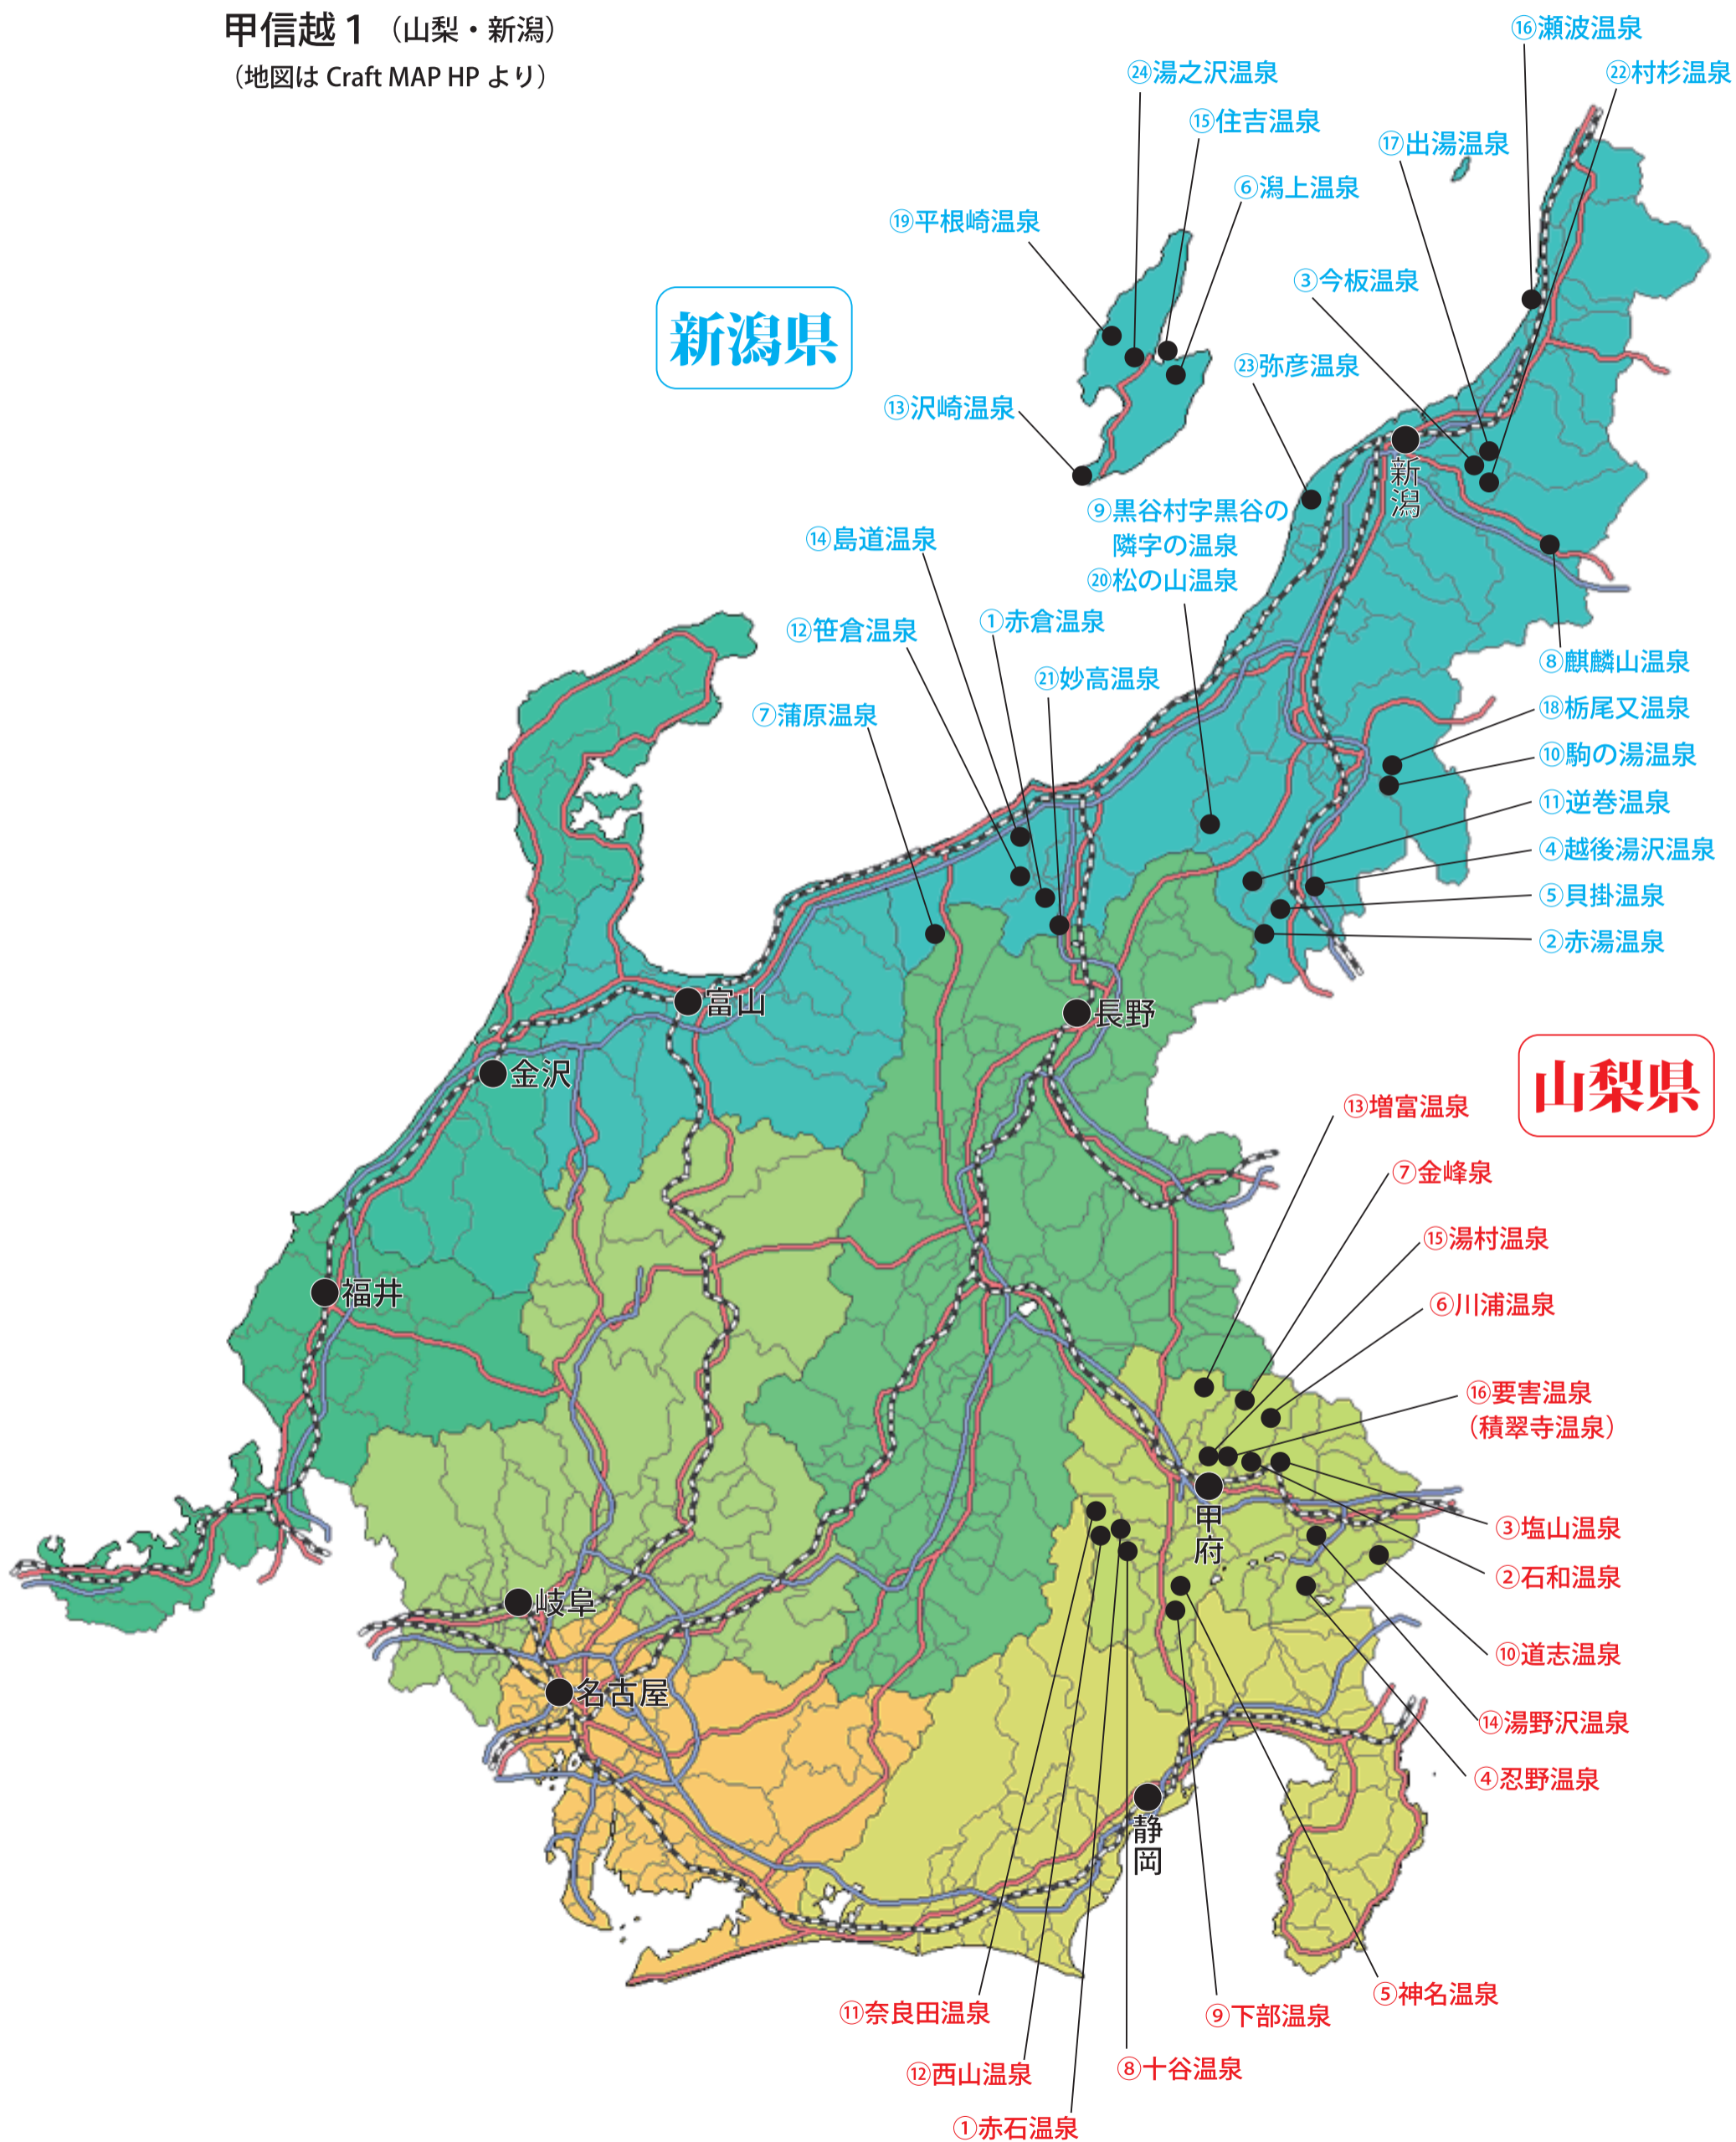 甲信越1（山梨・新潟）
（地図は Craft MAP HP より）
⑯瀬波温泉
㉔湯之沢温泉
㉒村杉温泉
⑮住吉温泉
⑰出湯温泉
⑥潟上温泉
⑲平根崎温泉
③今板温泉
新潟県
㉓弥彦温泉
⑬沢崎温泉
新潟
⑨黒谷村字黒谷の
隣字の温泉
⑭島道温泉
⑳松の山温泉
①赤倉温泉
⑫笹倉温泉
⑧麒麟山温泉
㉑妙高温泉
⑱栃尾又温泉
⑦蒲原温泉
⑩駒の湯温泉
⑪逆巻温泉
④越後湯沢温泉
⑤貝掛温泉
②赤湯温泉
富山
長野
金沢
山梨県
⑬増富温泉
⑦金峰泉
⑮湯村温泉
福井
⑥川浦温泉
⑯要害温泉
（積翠寺温泉）
甲府
③塩山温泉
②石和温泉
岐阜
⑩道志温泉
名古屋
⑭湯野沢温泉
④忍野温泉
静岡
⑤神名温泉
⑪奈良田温泉
⑨下部温泉
⑫西山温泉
⑧十谷温泉
①赤石温泉